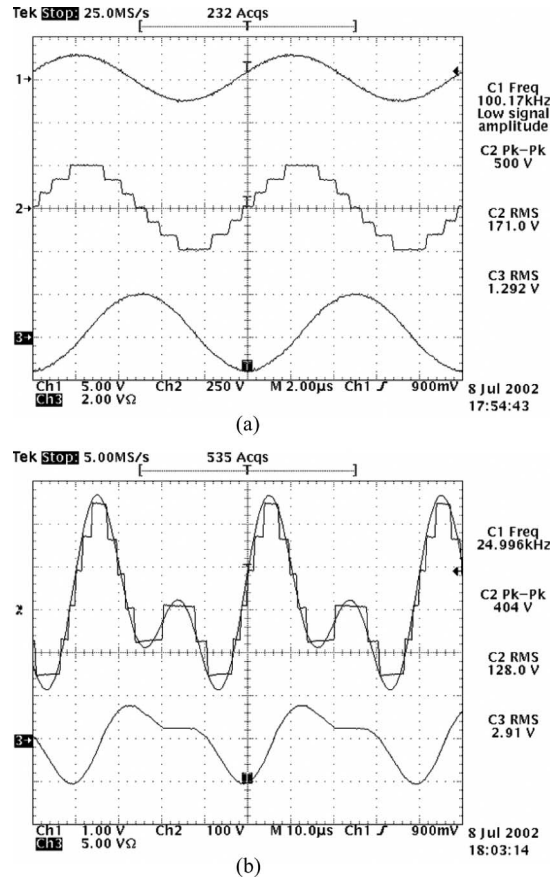 Tek Stop: 25.0MS/s 232 Acqs
[ T ]
T
1→
C1 Freq
100.17kHz
Low signal
amplitude
C2 Pk-Pk
500 V
2→
T
C2 RMS
171.0 V
C3 RMS
1.292 V
3→
T
Ch1 5.00 V Ch2 250 V M 2.00µs Ch1 900mV
Ch3 2.00 VΩ
8 Jul 2002
17:54:43
(a)
Tek Stop: 5.00MS/s 535 Acqs
[ T ]
C1 Freq
24.996kHz
T
2
C2 Pk-Pk
404 V
C2 RMS
128.0 V
C3 RMS
2.91 V
3→
Ch1 1.00 V Ch2 100 V M 10.0µs Ch1 900mV
Ch3 5.00 VΩ
8 Jul 2002
18:03:14
(b)